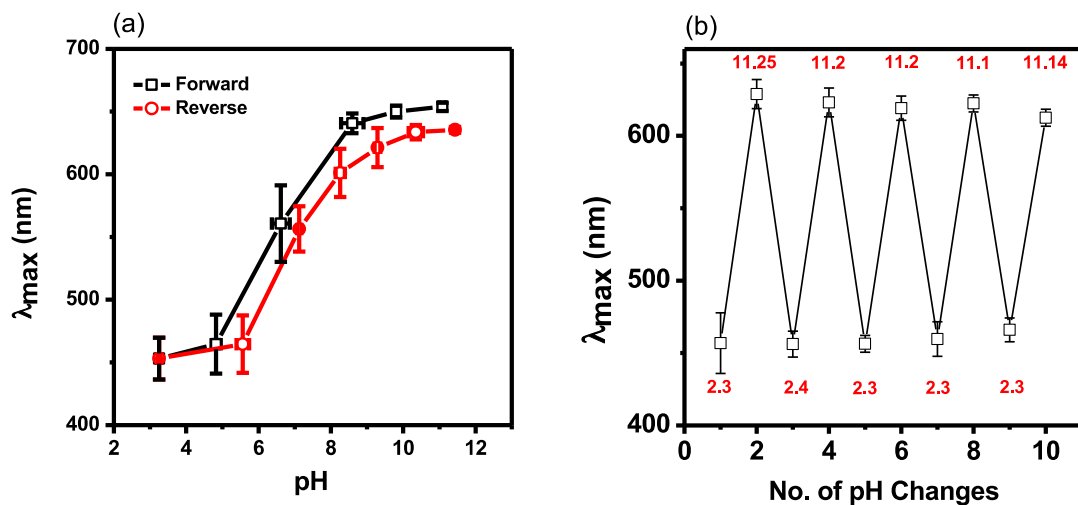 (a)
700
600
500
400
λmax (nm)
Forward
Reverse
2 4 6 8 10 12
pH
(b)
600
500
400
λmax (nm)
11.25 11.2 11.2 11.1 11.14
2.3 2.4 2.3 2.3 2.3
0 2 4 6 8 10
No. of pH Changes